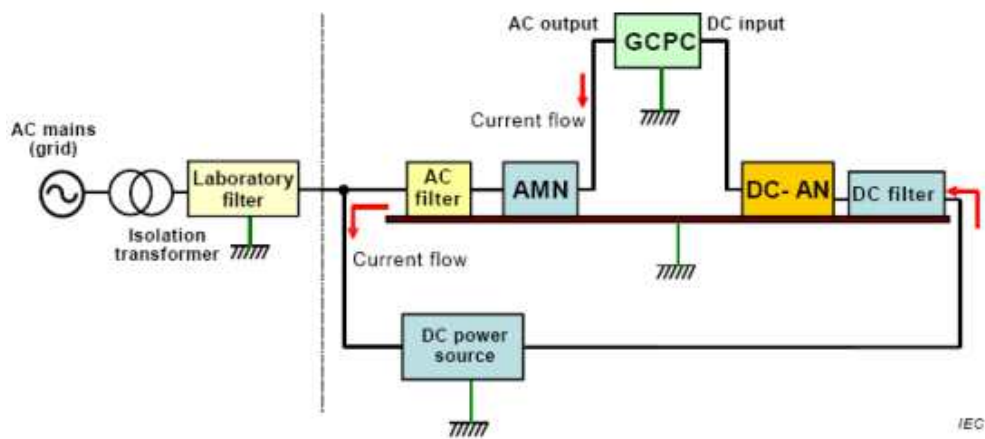 AC output
DC input
GCPC
Current flow
AC mains
(grid)
Laboratory
filter
Isolation
transformer
AC
filter
AMN
DC- AN
DC filter
Current flow
DC power
source
IEC